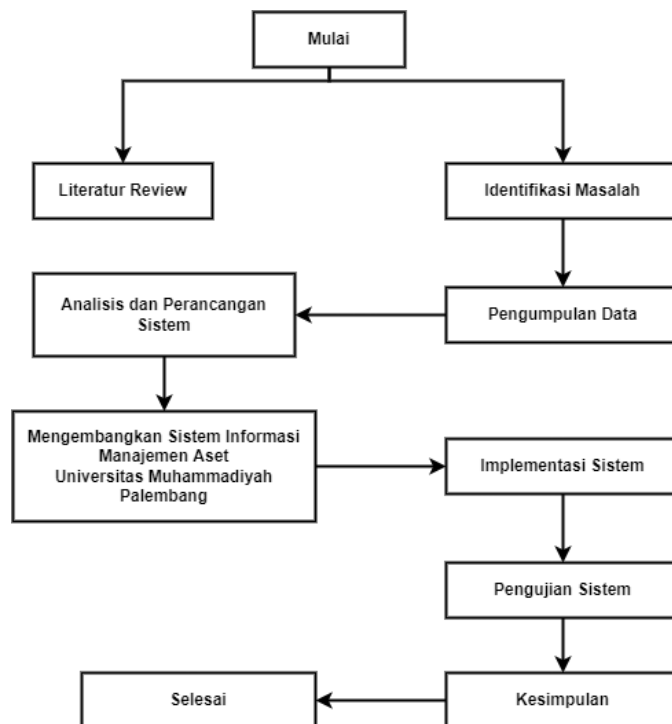 Mulai
Literatur Review
Identifikasi Masalah
Analisis dan Perancangan
Sistem
Pengumpulan Data
Mengembangkan Sistem Informasi
Manajemen Aset
Universitas Muhammadiyah
Palembang
Implementasi Sistem
Pengujian Sistem
Selesai
Kesimpulan